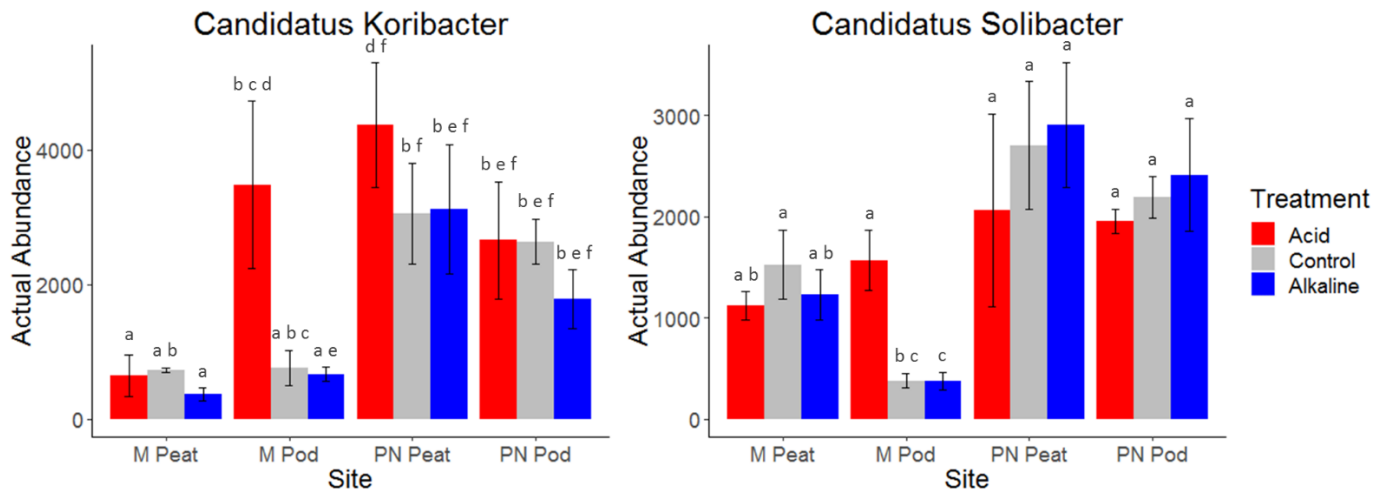 Candidatus Koribacter
Actual Abundance
4000
2000
0
a
a b
a
b c d
a b c
a e
d f
b f
b e f
b e f
b e f
b e f
M Peat
M Pod
PN Peat
PN Pod
Site
Candidatus Solibacter
Actual Abundance
3000
2000
1000
0
a b
a
a b
a
b c
c
a
a
a
a
a
a
M Peat
M Pod
PN Peat
PN Pod
Site
Treatment
Acid
Control
Alkaline